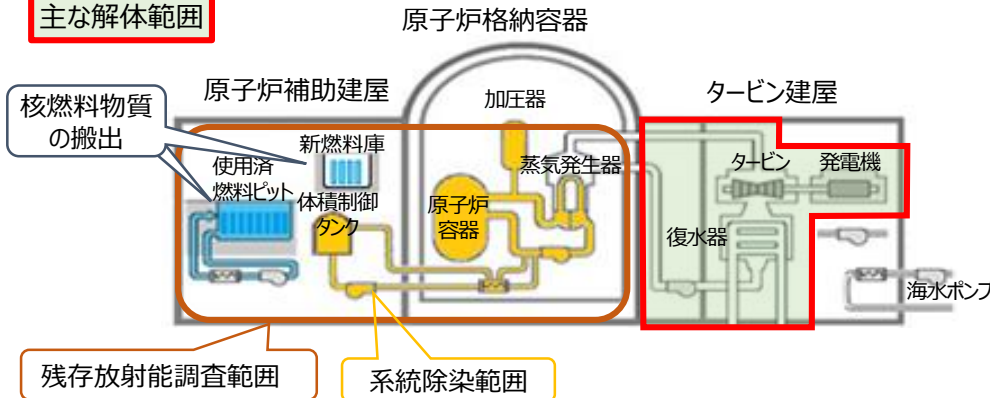 主な解体範囲
原子炉格納容器
原子炉補助建屋
加圧器
タービン建屋
核燃料物質
の搬出
新燃料庫
使用済
燃料ピット
体積制御
タンク
原子炉
容器
蒸気発生器
タービン
発電機
復水器
海水ポンプ
残存放射能調査範囲
系統除染範囲